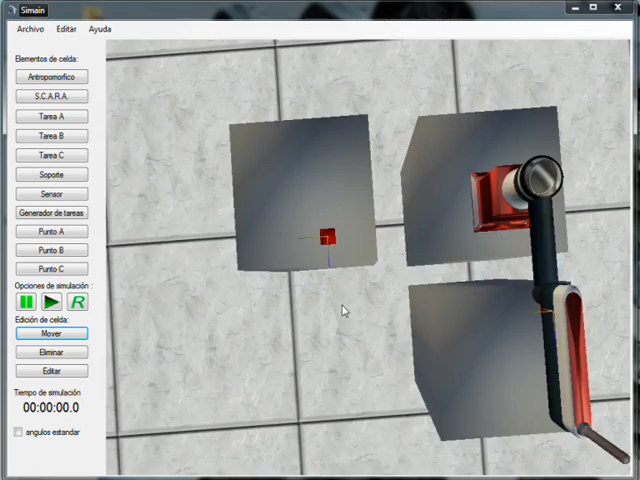 Simain
Archivo Editar Ayuda
Elementos de celda:
Antropomorfico
S.C.A.R.A.
Tarea A
Tarea B
Tarea C
Soporte
Sensor
Generador de tareas
Punto A
Punto B
Punto C
Opciones de simulación :
R
Edición de celda:
Mover
Eliminar
Editar
Tiempo de simulación
00:00:00.0
angulos estandar